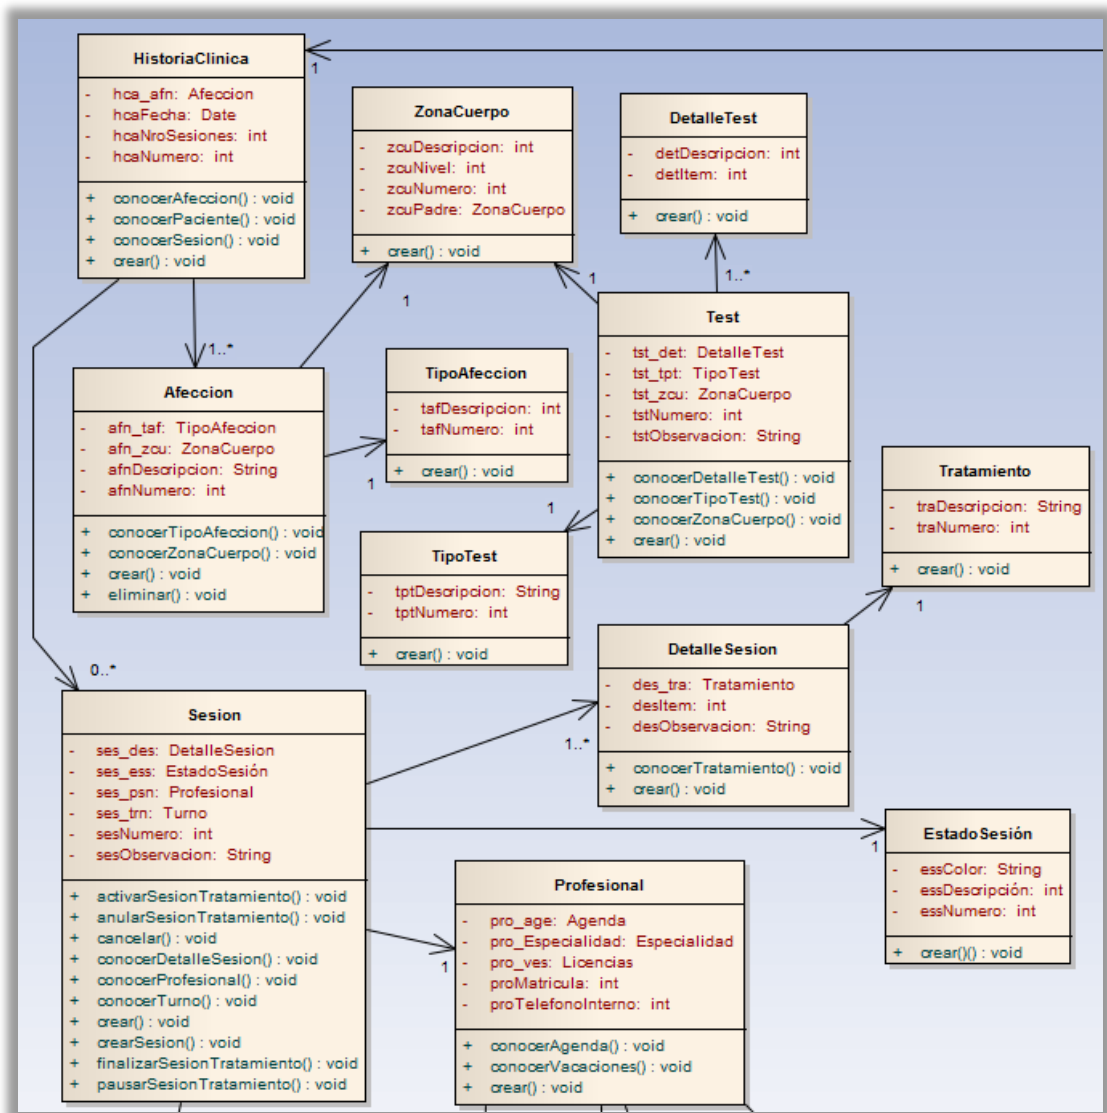 HistoriaClinica
- hca_afn: Afeccion
- hcaFecha: Date
- hcaNroSesiones: int
- hcaNumero: int
+ conocerAfeccion() : void
+ conocerPaciente() : void
+ conocerSesion() : void
+ crear() : void
1
ZonaCuerpo
- zcuDescripcion: int
- zcuNivel: int
- zcuNumero: int
- zcuPadre: ZonaCuerpo
+ crear() : void
DetalleTest
- detDescripcion: int
- detItem: int
+ crear() : void
1
1
1..*
1..*
Test
- tst_det: DetalleTest
- tst_tpt: TipoTest
- tst_zcu: ZonaCuerpo
- tstNumero: int
- tstObservacion: String
+ conocerDetalleTest() : void
+ conocerTipoTest() : void
+ conocerZonaCuerpo() : void
+ crear() : void
Afeccion
- afn_taf: TipoAfeccion
- afn_zcu: ZonaCuerpo
- afnDescripcion: String
- afnNumero: int
+ conocerTipoAfeccion() : void
+ conocerZonaCuerpo() : void
+ crear() : void
+ eliminar() : void
TipoAfeccion
- tafDescripcion: int
- tafNumero: int
+ crear() : void
1
1
TipoTest
- tptDescripcion: String
- tptNumero: int
+ crear() : void
Tratamiento
- traDescripcion: String
- traNumero: int
+ crear() : void
1
DetalleSesion
- des_tra: Tratamiento
- desItem: int
- desObservacion: String
+ conocerTratamiento() : void
+ crear() : void
0..*
1..*
Sesion
- ses_des: DetalleSesion
- ses_ess: EstadoSesión
- ses_psn: Profesional
- ses_trn: Turno
- sesNumero: int
- sesObservacion: String
+ activarSesionTratamiento() : void
+ anularSesionTratamiento() : void
+ cancelar() : void
+ conocerDetalleSesion() : void
+ conocerProfesional() : void
+ conocerTurno() : void
+ crear() : void
+ crearSesion() : void
+ finalizarSesionTratamiento() : void
+ pausarSesionTratamiento() : void
1
EstadoSesión
- essColor: String
- essDescripción: int
- essNumero: int
+ crear()() : void
1
Profesional
- pro_age: Agenda
- pro_Especialidad: Especialidad
- pro_ves: Licencias
- proMatricula: int
- proTelefonoInterno: int
+ conocerAgenda() : void
+ conocerVacaciones() : void
+ crear() : void